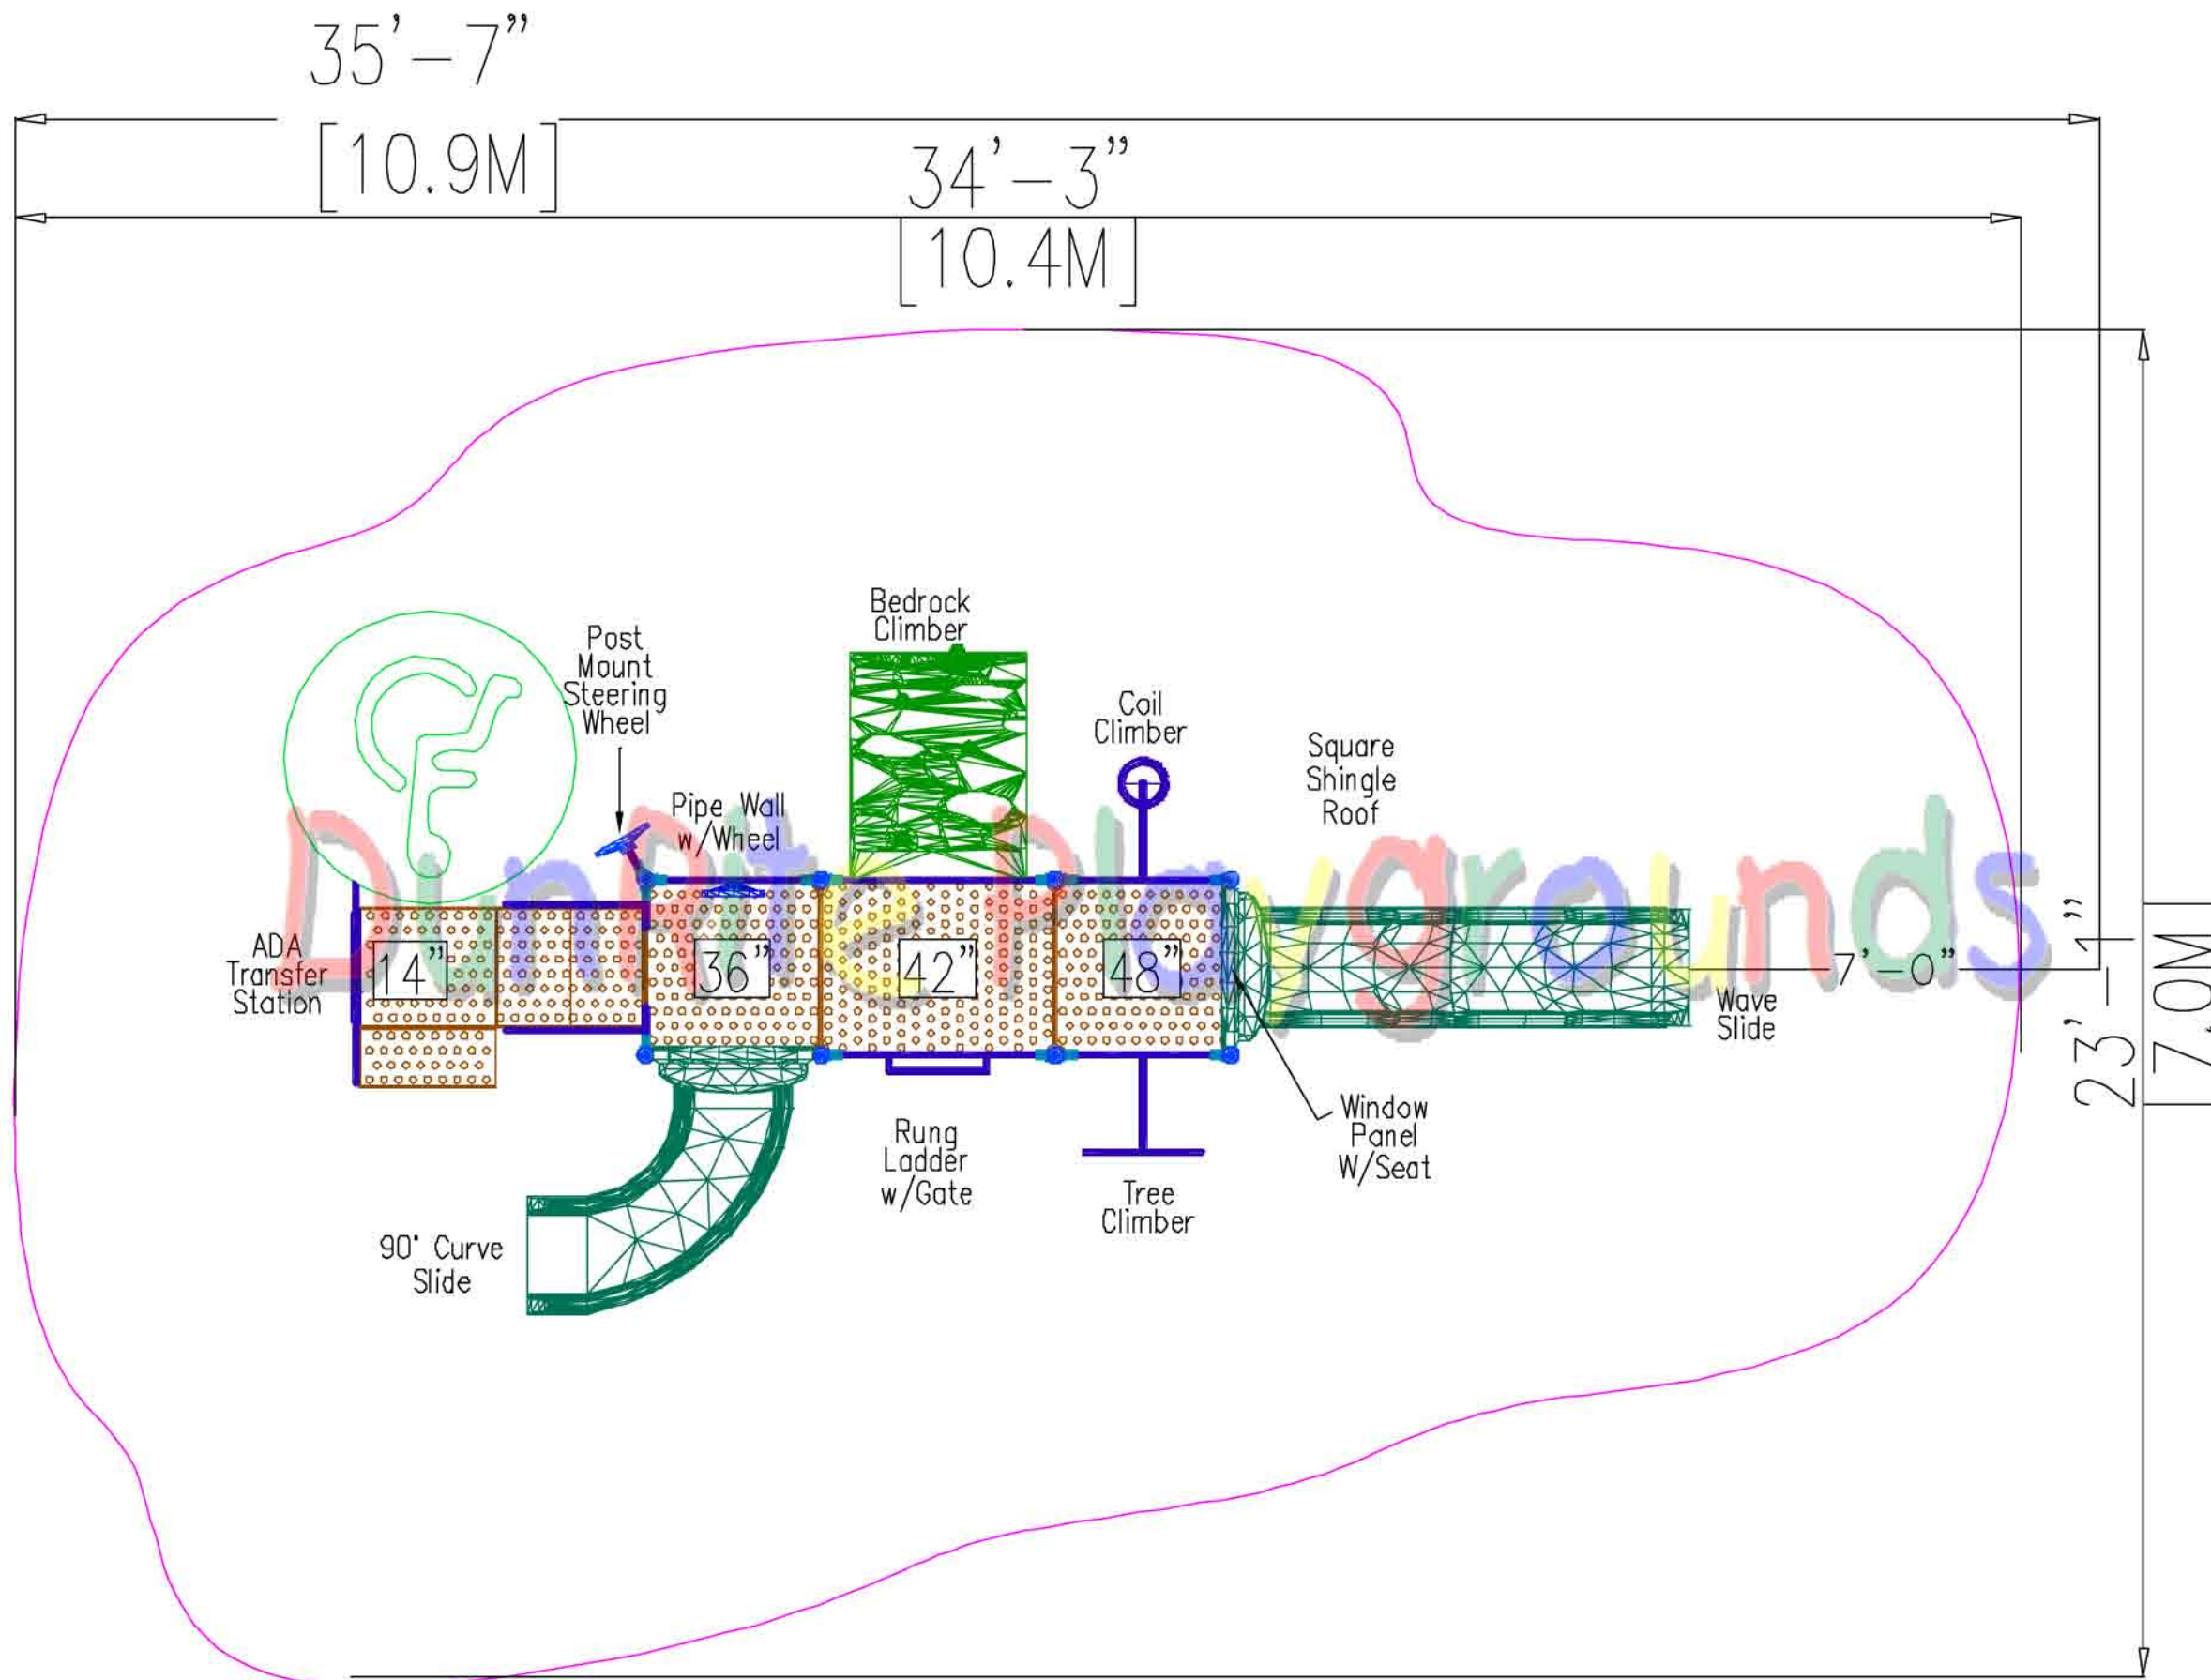 35'-7"
[10.9M]
34'-3"
[10.4M]
Bedrock
Climber
Post
Mount
Steering
Wheel
Coil
Climber
Square
Shingle
Roof
Pipe Wall
w/Wheel
DunRite Playgrounds
ADA
Transfer
Station
14"
36"
42"
48"
7'-0"
Wave
Slide
23'-1"
[7.0M
Window
Panel
W/Seat
Rung
Ladder
w/Gate
Tree
Climber
90° Curve
Slide